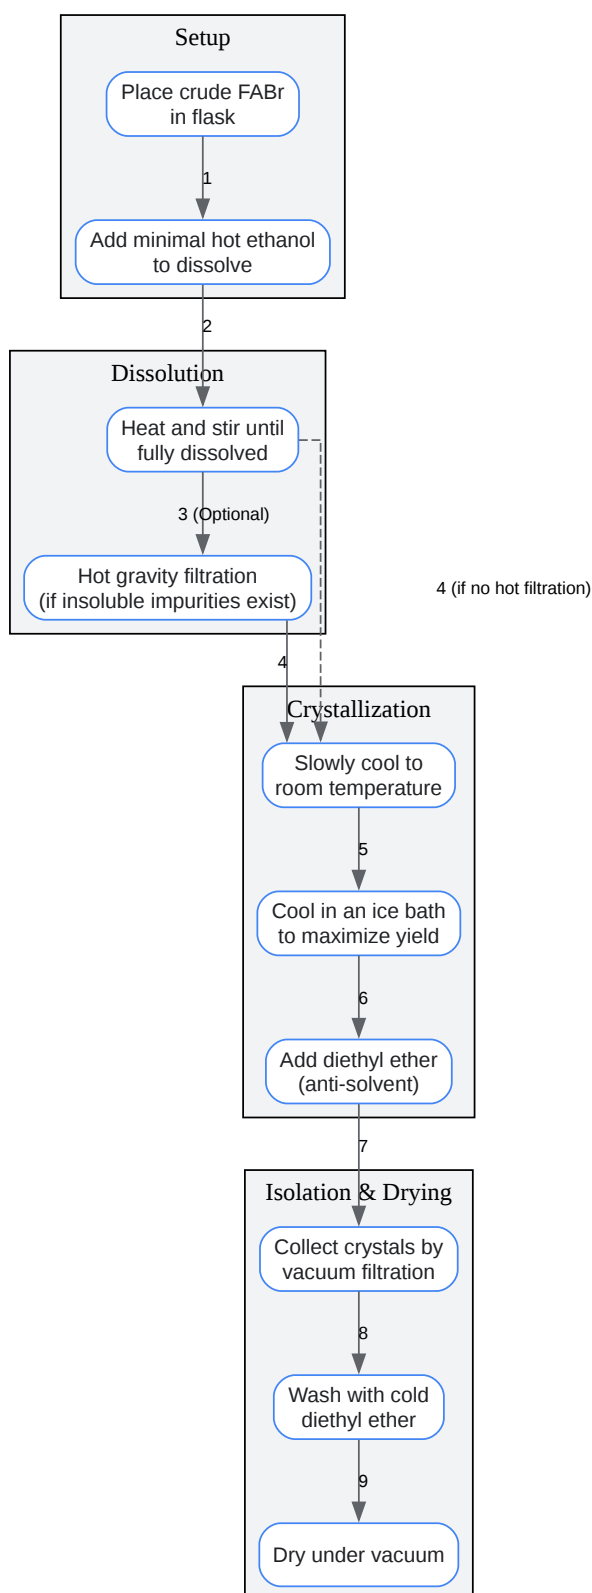 Setup
Place crude FABr
in flask
1
Add minimal hot ethanol
to dissolve
2
Dissolution
Heat and stir until
fully dissolved
3 (Optional)
Hot gravity filtration
(if insoluble impurities exist)
4 (if no hot filtration)
4
Crystallization
Slowly cool to
room temperature
5
Cool in an ice bath
to maximize yield
6
Add diethyl ether
(anti-solvent)
7
Isolation & Drying
Collect crystals by
vacuum filtration
8
Wash with cold
diethyl ether
9
Dry under vacuum